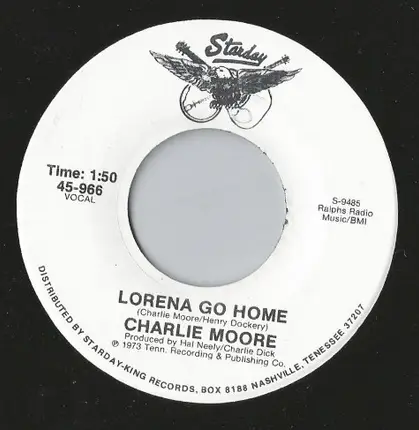 Starday
Time: 1:50
45-966
VOCAL
S-9485
Ralphs Radio
Music/BMI
LORENA GO HOME
(Charlie Moore/Henry Dockery)
CHARLIE MOORE
Produced by Hal Neely/Charlie Dick
℗ 1973 Tenn. Recording & Publishing Co.
DISTRIBUTED BY STARDAY-KING RECORDS, BOX 8188 NASHVILLE, TENNESSEE 37207